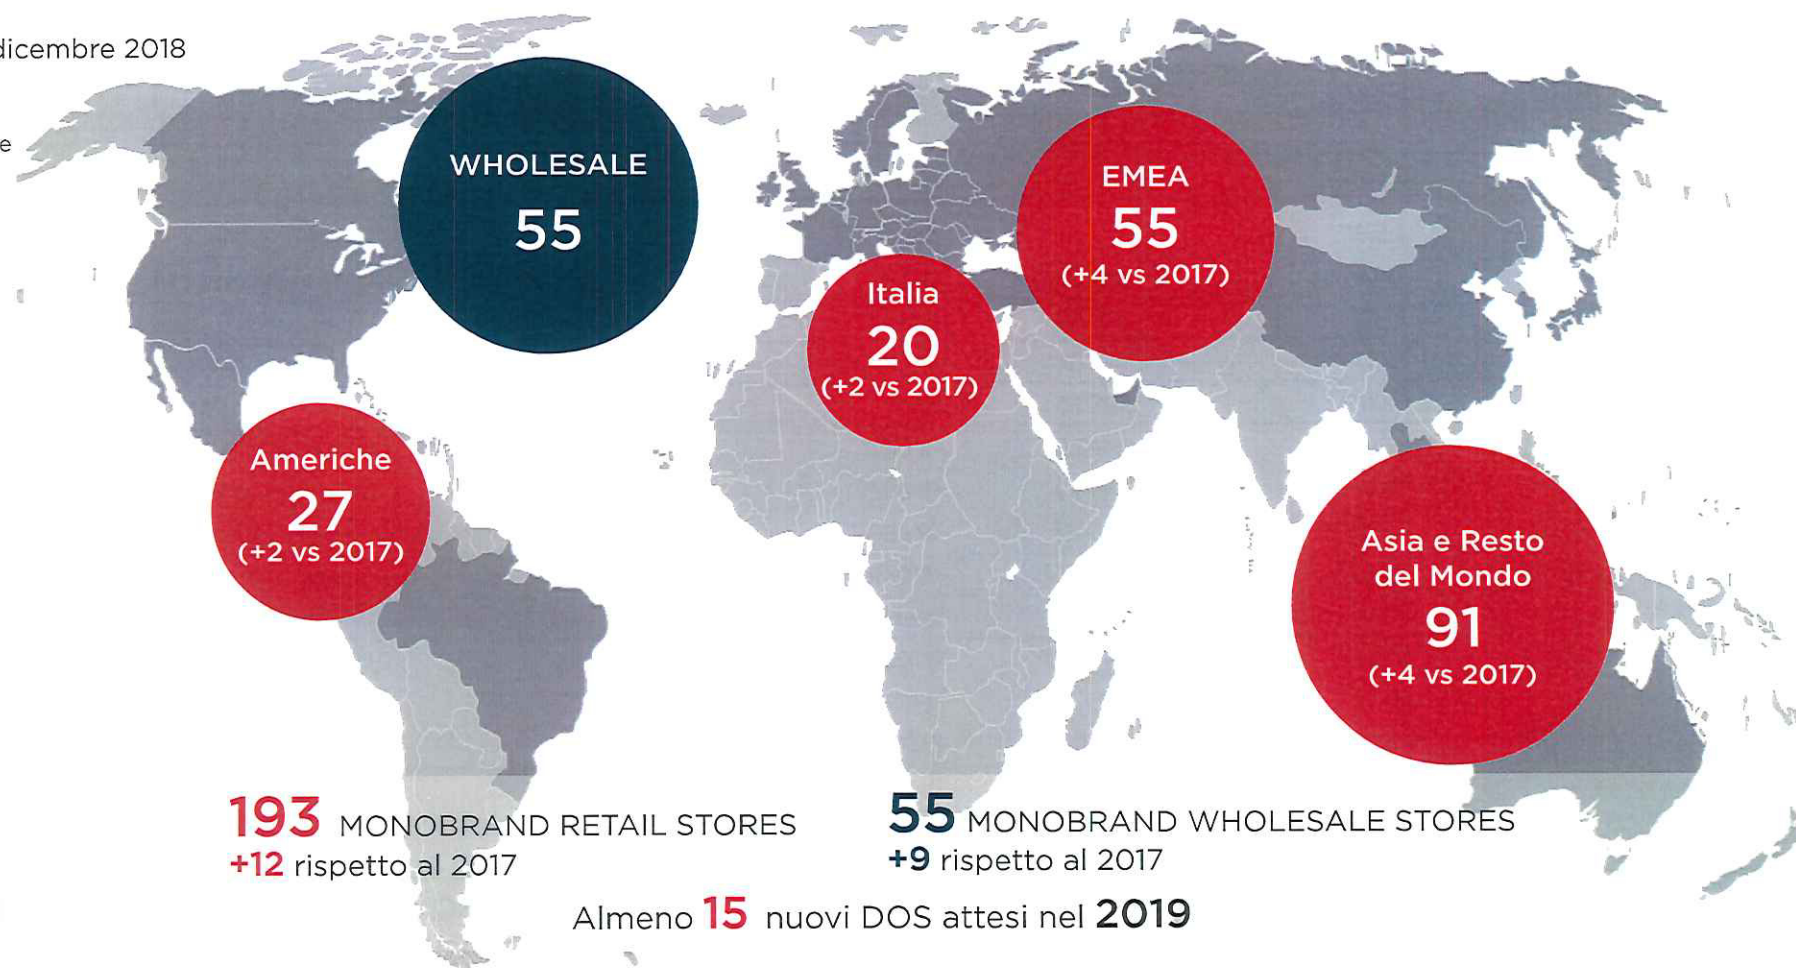 dicembre 2018
e
WHOLESALE
55
EMEA
55
(+4 vs 2017)
Italia
20
(+2 vs 2017)
Americhe
27
(+2 vs 2017)
Asia e Resto
del Mondo
91
(+4 vs 2017)
193 MONOBRAND RETAIL STORES
+12 rispetto al 2017
55 MONOBRAND WHOLESALE STORES
+9 rispetto al 2017
Almeno 15 nuovi DOS attesi nel 2019